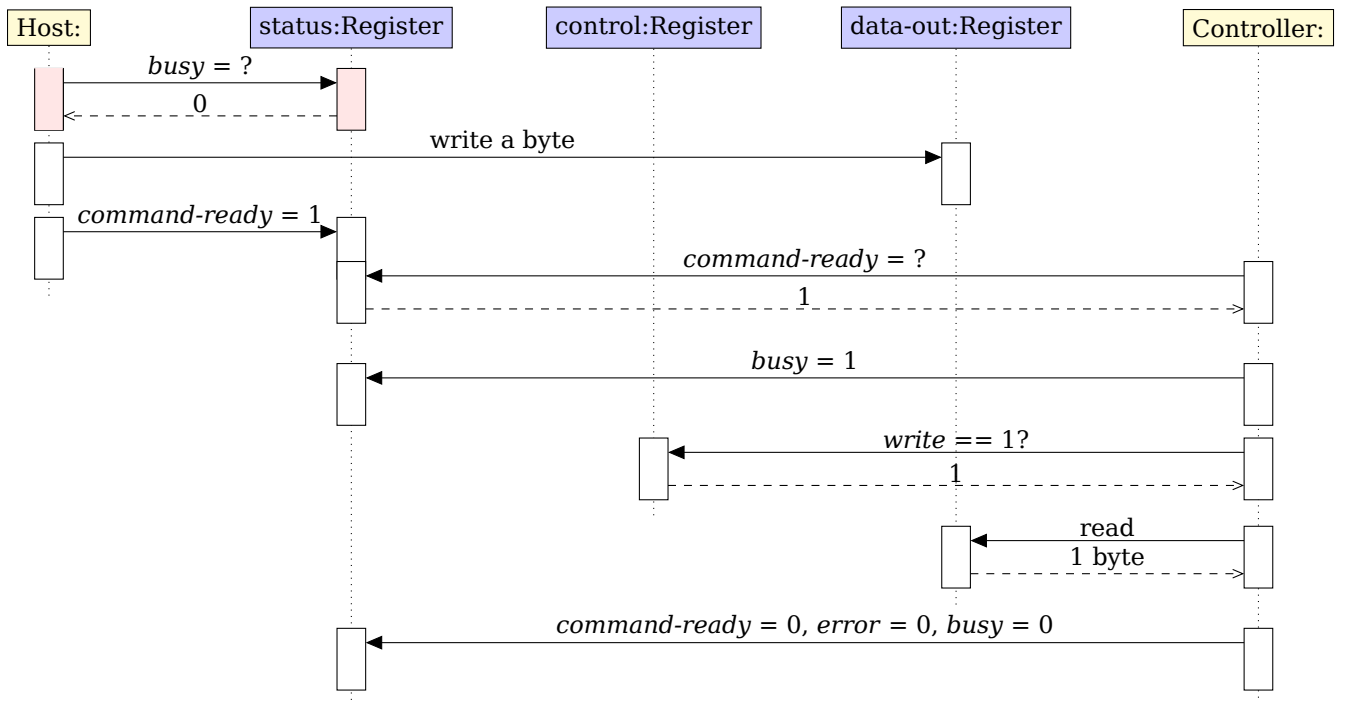 Host:
status:Register
control:Register
data-out:Register
Controller:
busy = ?
0
write a byte
command-ready = 1
command-ready = ?
1
busy = 1
write == 1?
1
read
1 byte
command-ready = 0, error = 0, busy = 0